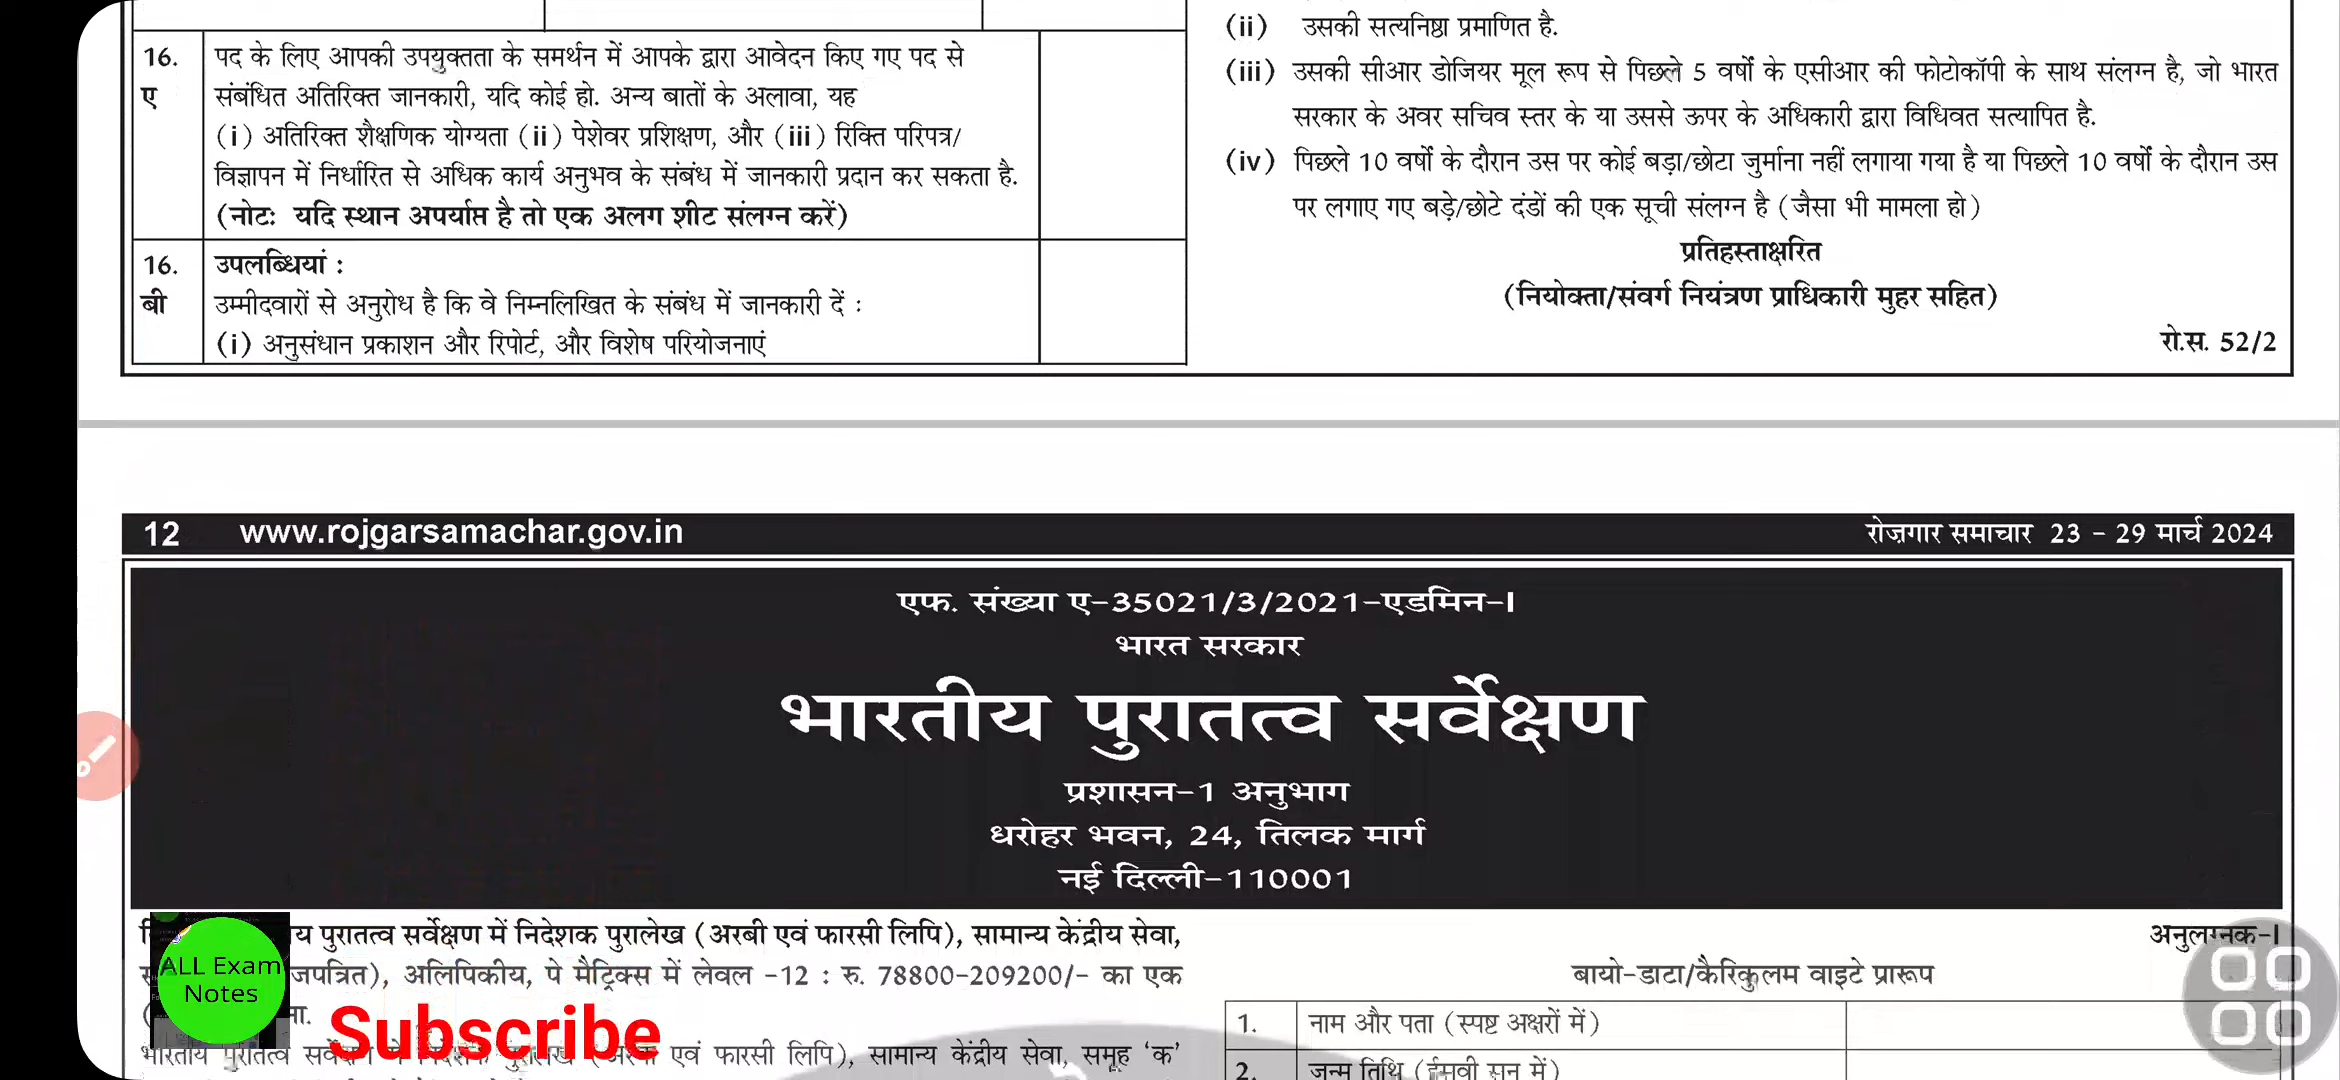 16.
ए
पद के लिए आपकी उपयुक्तता के समर्थन में आपके द्वारा आवेदन किए गए पद से
संबंधित अतिरिक्त जानकारी, यदि कोई हो. अन्य बातों के अलावा, यह
(i) अतिरिक्त शैक्षणिक योग्यता (ii) पेशेवर प्रशिक्षण, और (iii) रिक्ति परिपत्र/
विज्ञापन में निर्धारित से अधिक कार्य अनुभव के संबंध में जानकारी प्रदान कर सकता है.
(नोटः यदि स्थान अपर्याप्त है तो एक अलग शीट संलग्न करें)
16.
बी
उपलब्धियां :
उम्मीदवारों से अनुरोध है कि वे निम्नलिखित के संबंध में जानकारी दें :
(i) अनुसंधान प्रकाशन और रिपोर्ट, और विशेष परियोजनाएं
(ii) उसकी सत्यनिष्ठा प्रमाणित है.
(iii) उसकी सीआर डोजियर मूल रूप से पिछले 5 वर्षों के एसीआर की फोटोकॉपी के साथ संलग्न है, जो भारत
सरकार के अवर सचिव स्तर के या उससे ऊपर के अधिकारी द्वारा विधिवत सत्यापित है.
(iv) पिछले 10 वर्षों के दौरान उस पर कोई बड़ा/छोटा जुर्माना नहीं लगाया गया है या पिछले 10 वर्षों के दौरान उस
पर लगाए गए बड़े/छोटे दंडों की एक सूची संलग्न है (जैसा भी मामला हो)
प्रतिहस्ताक्षरित
(नियोक्ता/संवर्ग नियंत्रण प्राधिकारी मुहर सहित)
रो.स. 52/2
12 www.rojgarsamachar.gov.in
रोज़गार समाचार 23 - 29 मार्च 2024
एफ. संख्या ए-35021/3/2021-एडमिन-I
भारत सरकार
भारतीय पुरातत्व सर्वेक्षण
प्रशासन-1 अनुभाग
धरोहर भवन, 24, तिलक मार्ग
नई दिल्ली-110001
पुरातत्व सर्वेक्षण में निदेशक पुरालेख (अरबी एवं फारसी लिपि), सामान्य केंद्रीय सेवा,
अलिपिकीय, पे मैट्रिक्स में लेवल -12 : रु. 78800-209200/- का एक
भारतीय पुरातत्व एवं फारसी लिपि), सामान्य केंद्रीय सेवा, समूह ‘क’
ALL Exam
Notes
Subscribe
अनुलग्नक-I
बायो-डाटा/कैरिकुलम वाइटे प्रारूप
1. नाम और पता (स्पष्ट अक्षरों में)
2. जन्म तिथि (ईसवी सन में)